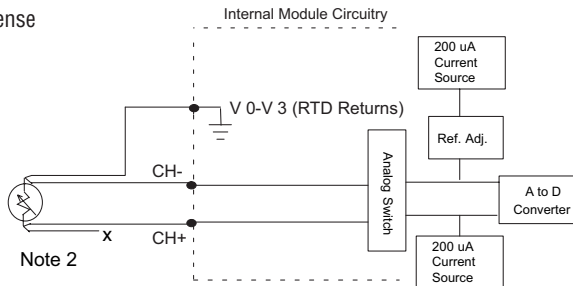 ense
Internal Module Circuitry
200 uA
Current
Source
V 0-V 3 (RTD Returns)
Ref. Adj.
CH-
Analog Switch
A to D
Converter
x
CH+
Note 2
200 uA
Current
Source